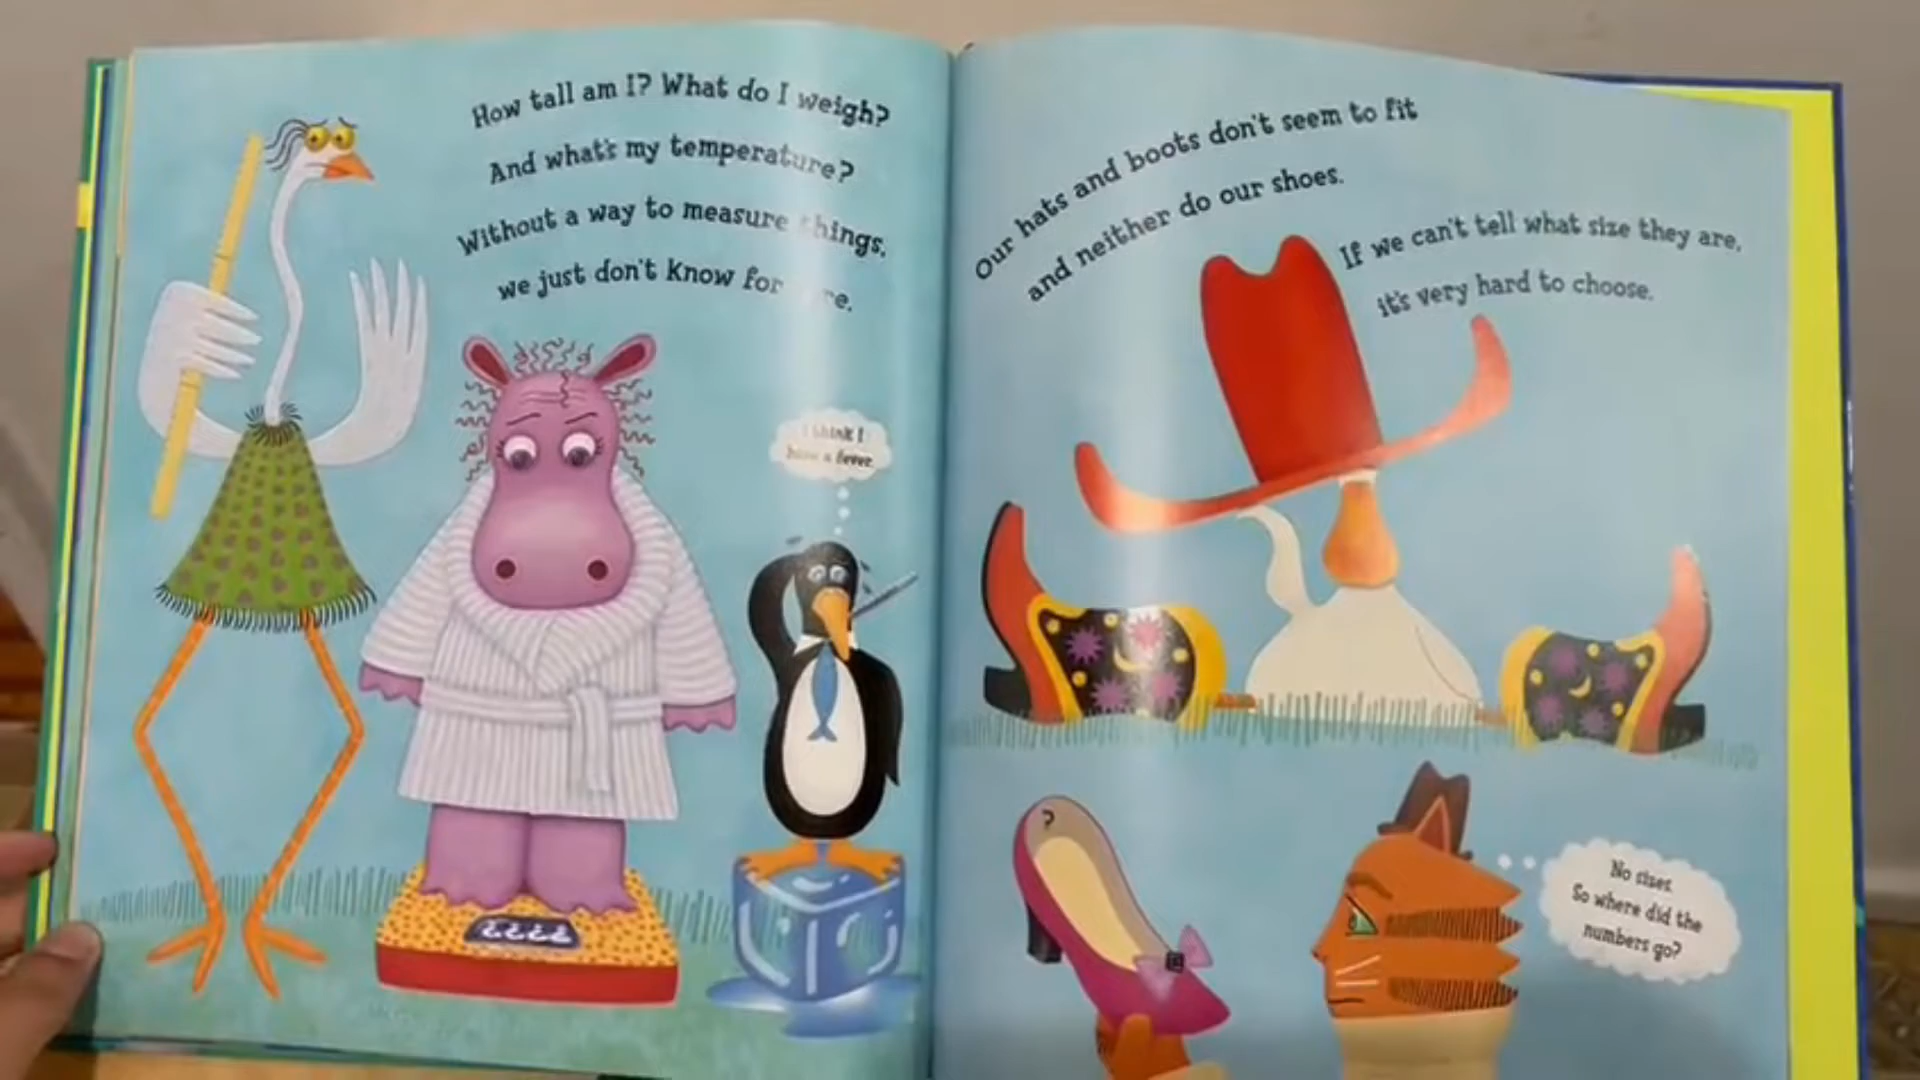 How tall am I? What do I weigh?
And what's my temperature?
Without a way to measure things,
we just don't know for
I think I
have a fever.
Our hats and boots don't seem to fit
and neither do our shoes.
If we can't tell what size they are,
it's very hard to choose.
?
No sizes.
So where did the
numbers go?